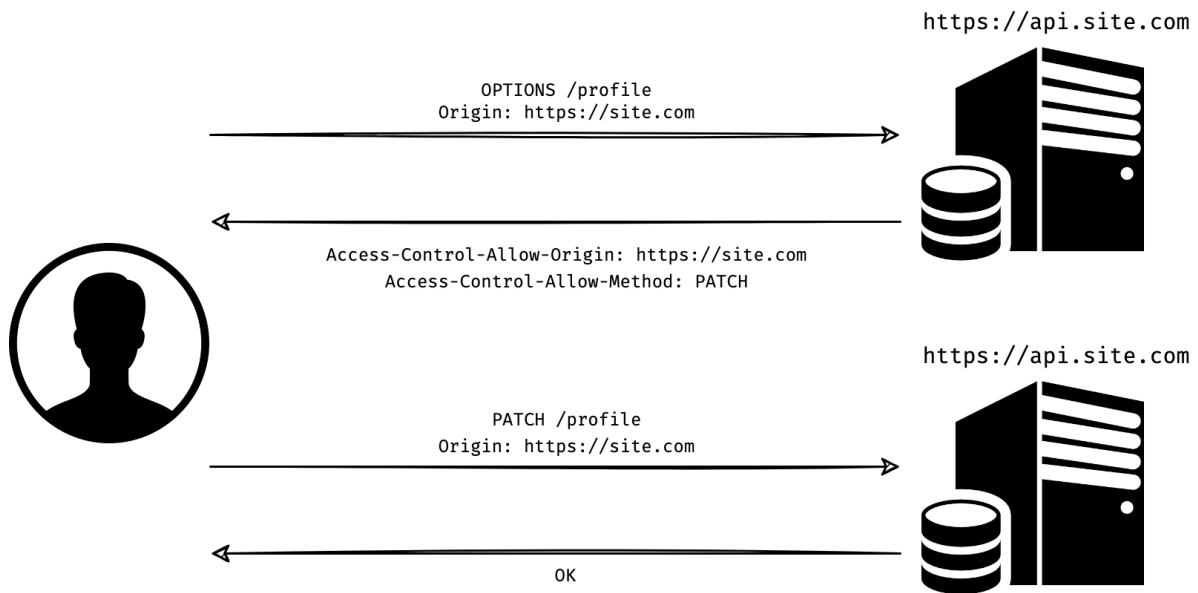 https://api.site.com
OPTIONS /profile
Origin: https://site.com
Access-Control-Allow-Origin: https://site.com
Access-Control-Allow-Method: PATCH
https://api.site.com
PATCH /profile
Origin: https://site.com
OK